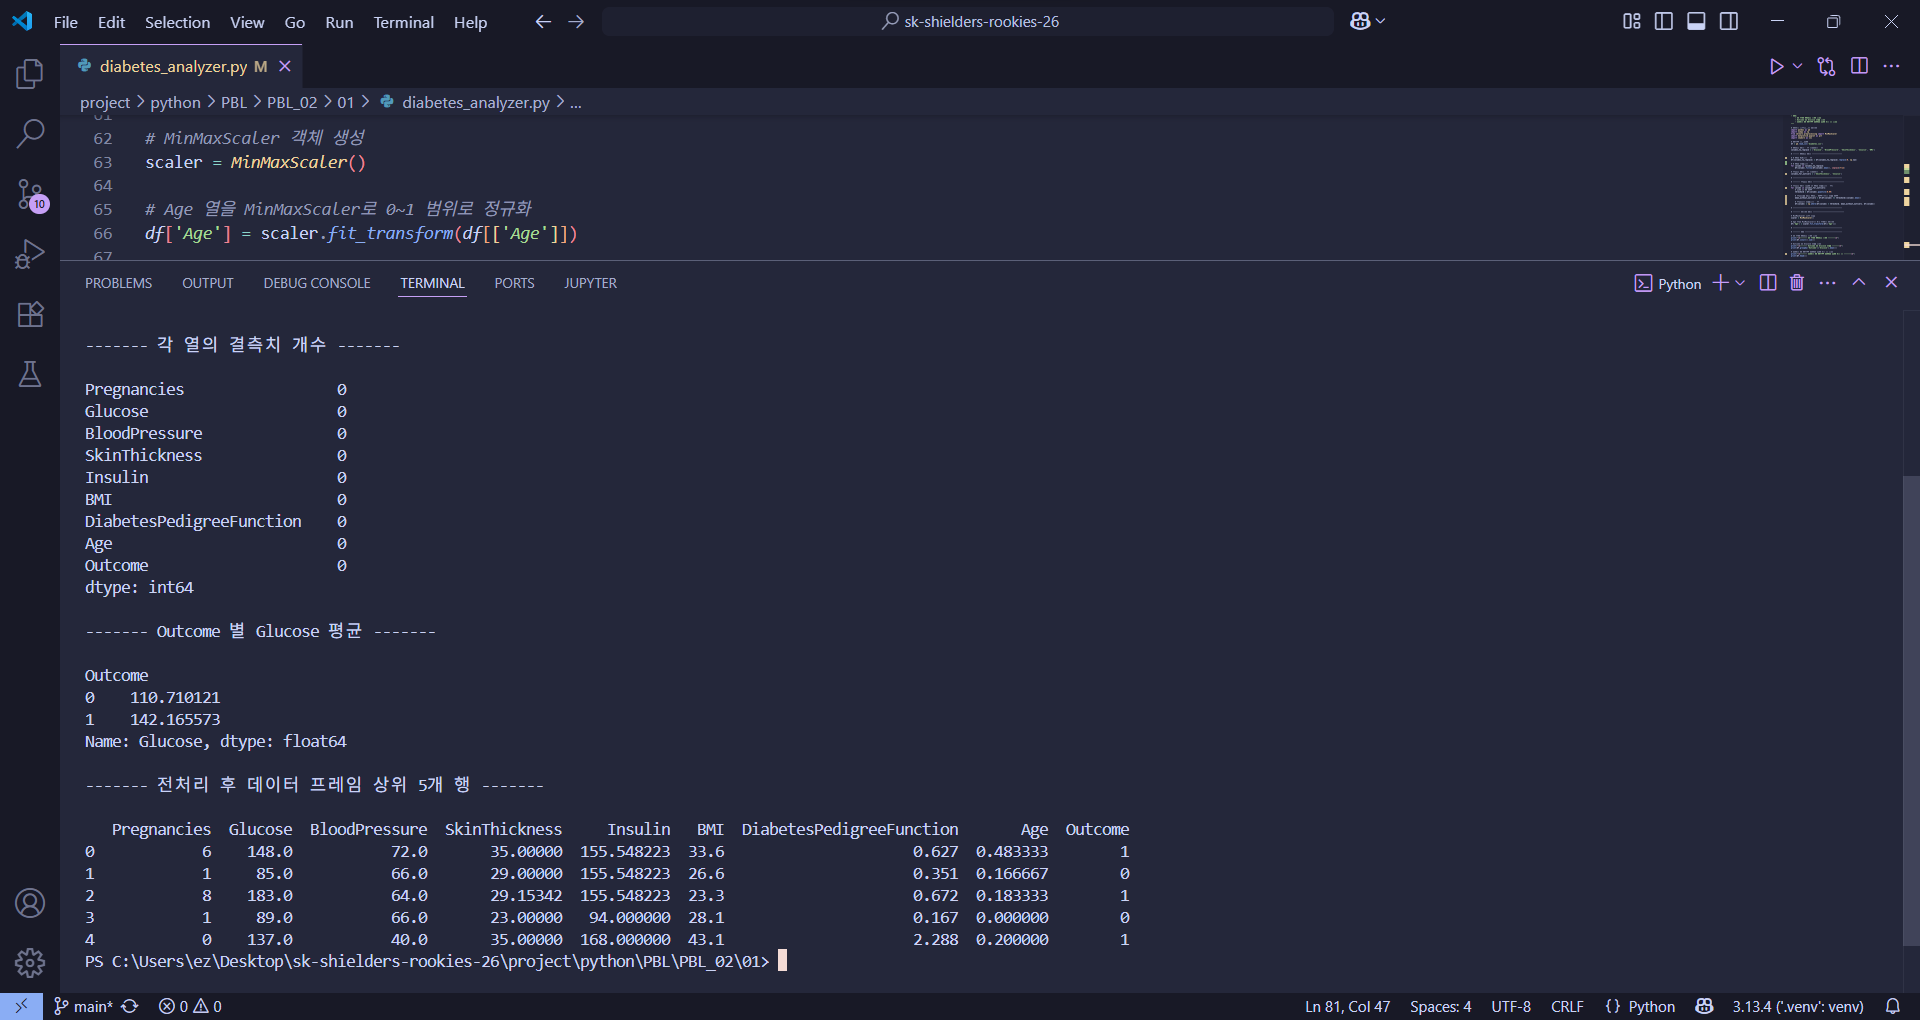 File Edit Selection View Go Run Terminal Help sk-shielders-rookies-26
diabetes_analyzer.py M
project > python > PBL > PBL_02 > 01 > diabetes_analyzer.py > ...
61
62 # MinMaxScaler 객체 생성
63 scaler = MinMaxScaler()
64
65 # Age 열을 MinMaxScaler로 0~1 범위로 정규화
66 df['Age'] = scaler.fit_transform(df[['Age']])
67
10
PROBLEMS OUTPUT DEBUG CONSOLE TERMINAL PORTS JUPYTER Python
------- 각 열의 결측치 개수 -------
Pregnancies 0
Glucose 0
BloodPressure 0
SkinThickness 0
Insulin 0
BMI 0
DiabetesPedigreeFunction 0
Age 0
Outcome 0
dtype: int64
------- Outcome 별 Glucose 평균 -------
Outcome
0 110.710121
1 142.165573
Name: Glucose, dtype: float64
------- 전처리 후 데이터 프레임 상위 5개 행 -------
Pregnancies Glucose BloodPressure SkinThickness Insulin BMI DiabetesPedigreeFunction Age Outcome
0 6 148.0 72.0 35.00000 155.548223 33.6 0.627 0.483333 1
1 1 85.0 66.0 29.00000 155.548223 26.6 0.351 0.166667 0
2 8 183.0 64.0 29.15342 155.548223 23.3 0.672 0.183333 1
3 1 89.0 66.0 23.00000 94.000000 28.1 0.167 0.000000 0
4 0 137.0 40.0 35.00000 168.000000 43.1 2.288 0.200000 1
PS C:\Users\ez\Desktop\sk-shielders-rookies-26\project\python\PBL\PBL_02\01>
main* 0 0 Ln 81, Col 47 Spaces: 4 UTF-8 CRLF {} Python 3.13.4 ('.venv': venv)